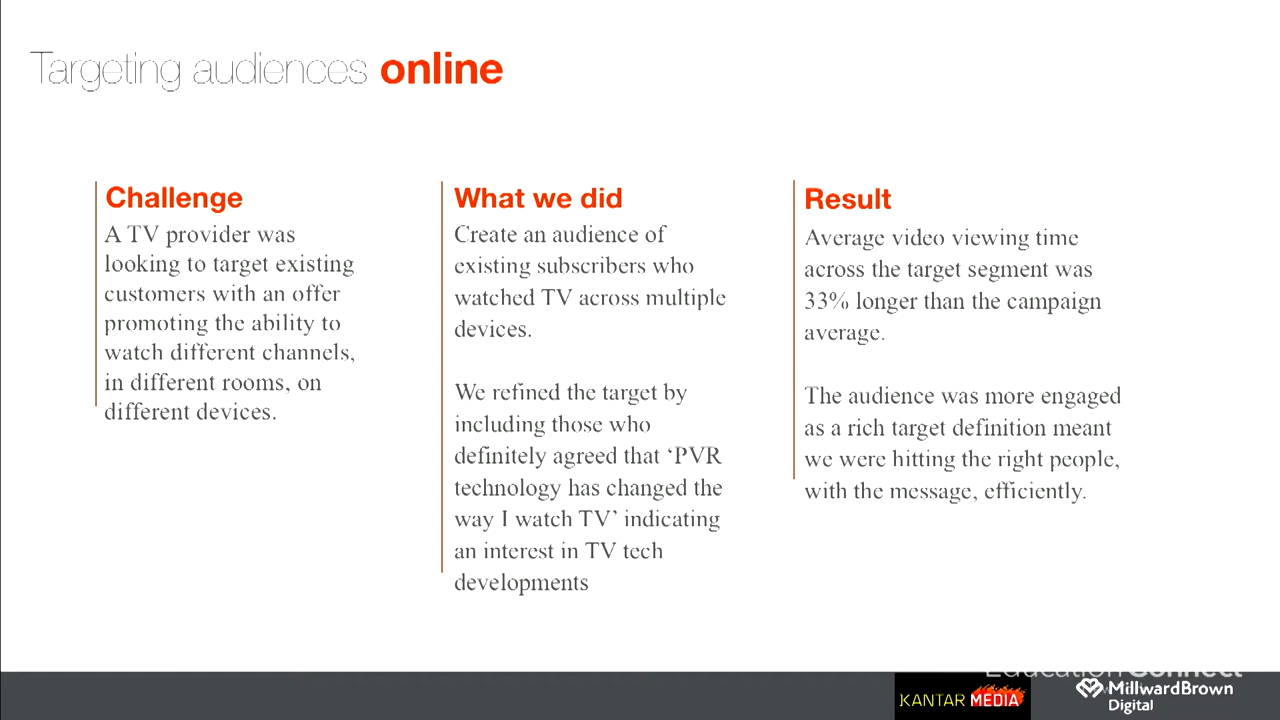 Targeting audiences online
Challenge
A TV provider was
looking to target existing
customers with an offer
promoting the ability to
watch different channels,
in different rooms, on
different devices.
What we did
Create an audience of
existing subscribers who
watched TV across multiple
devices.
We refined the target by
including those who
definitely agreed that ‘PVR
technology has changed the
way I watch TV’ indicating
an interest in TV tech
developments
Result
Average video viewing time
across the target segment was
33% longer than the campaign
average.
The audience was more engaged
as a rich target definition meant
we were hitting the right people,
with the message, efficiently.
Education Connect
KANTAR MEDIA
MillwardBrown
Digital